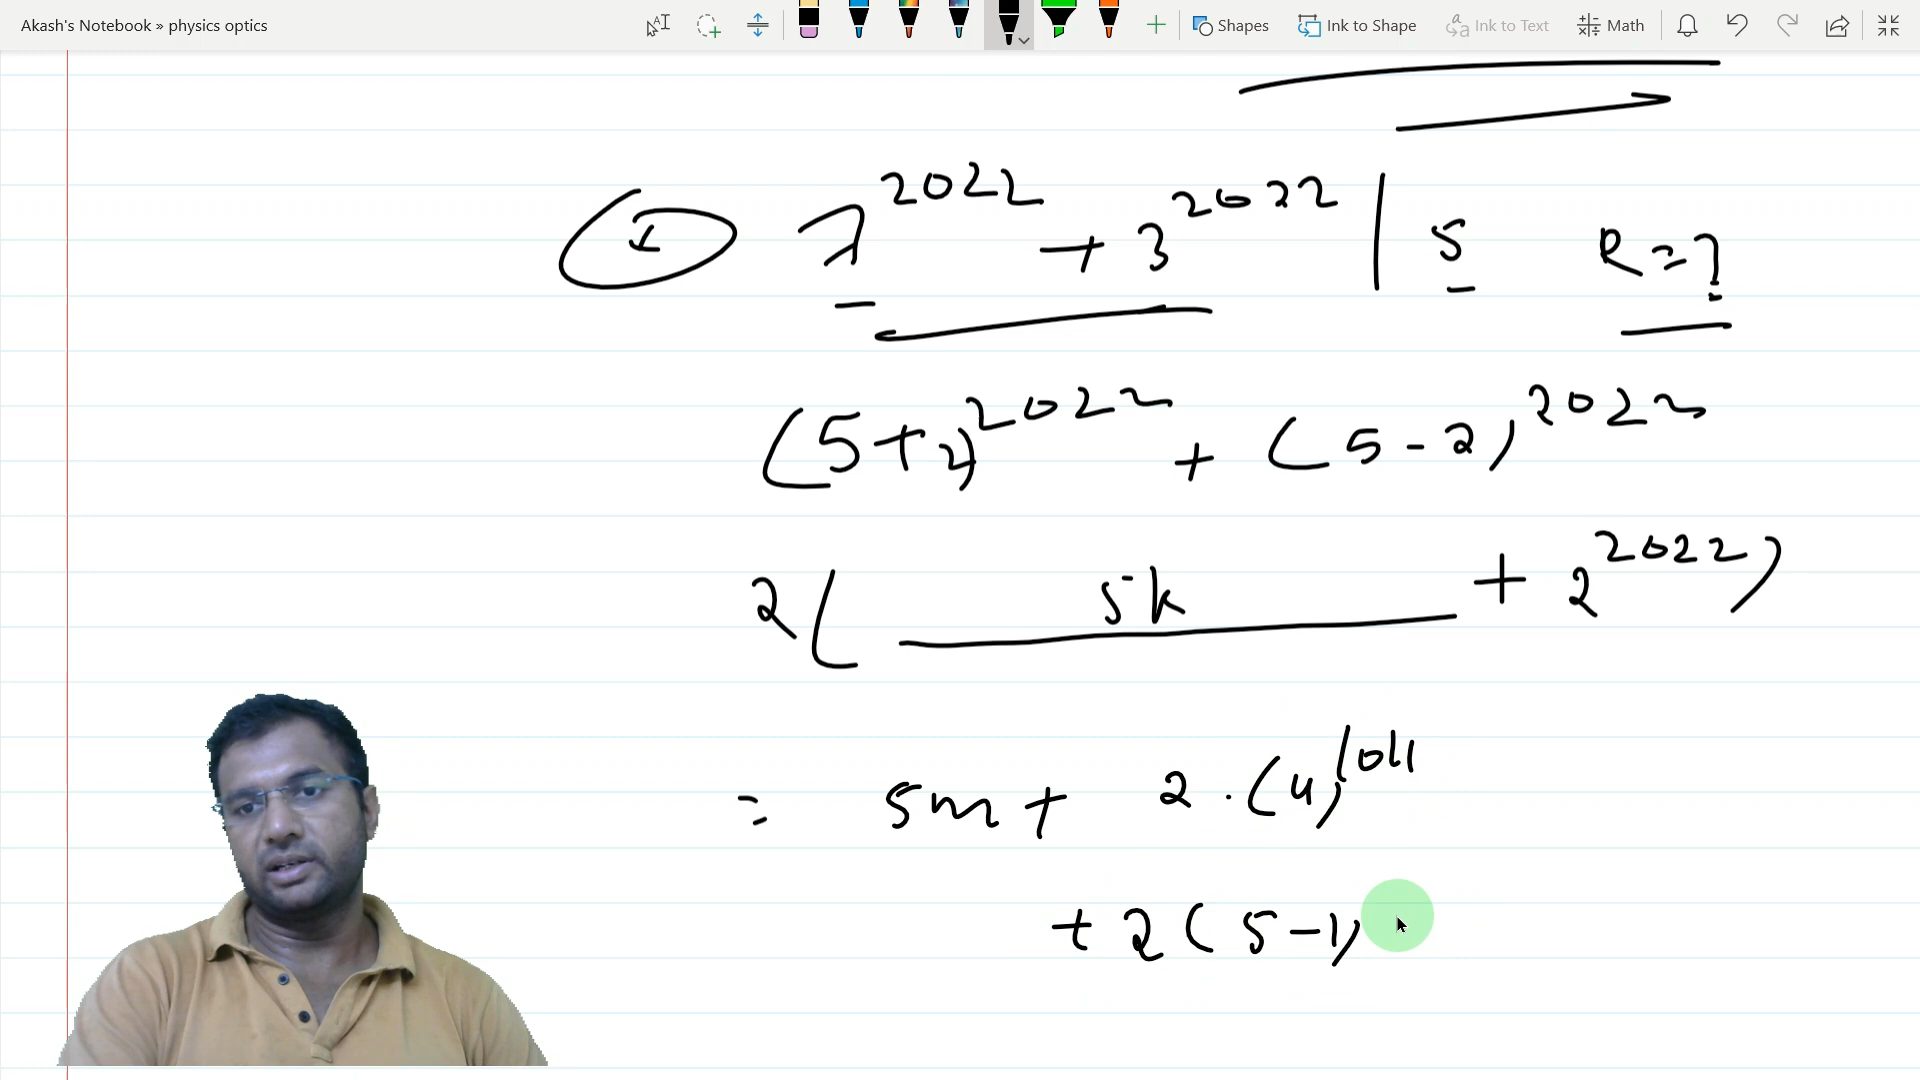 Akash's Notebook » physics optics
Shapes Ink to Shape Ink to Text Math
① 7^2022 + 3^2022 | 5 R = ?
(5+2)^2022 + (5-2)^2022
2( 5k + 2^2022)
= 5m + 2 . (4)^1011
+ 2 (5-1)